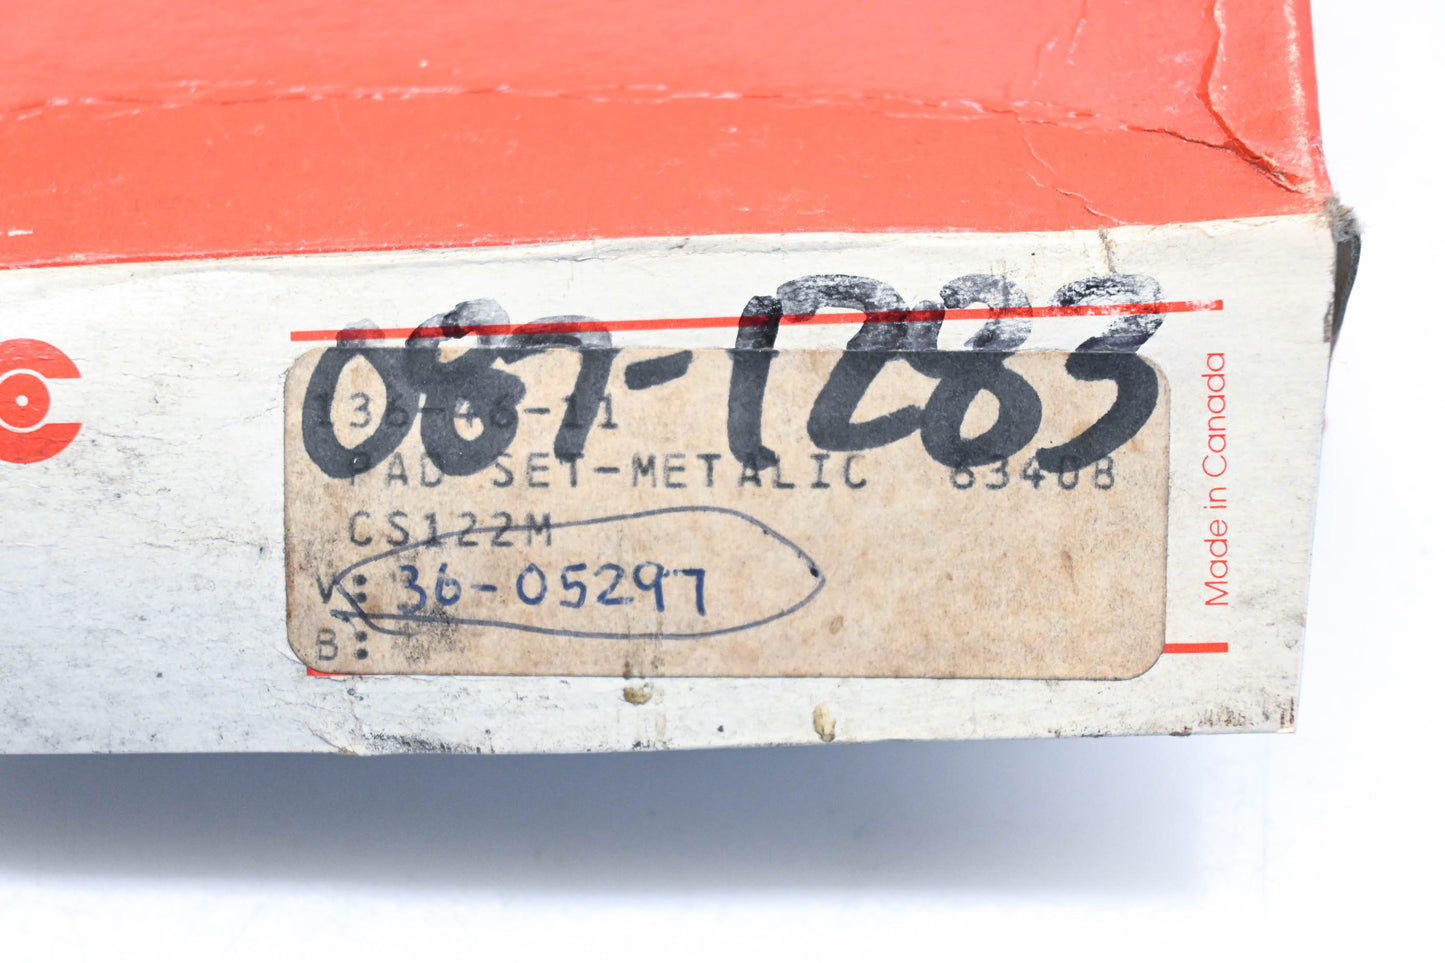 087-1283
136-46-11
PAD SET-METALIC 63408
CS122M
V: 36-05297
B:
Made in Canada